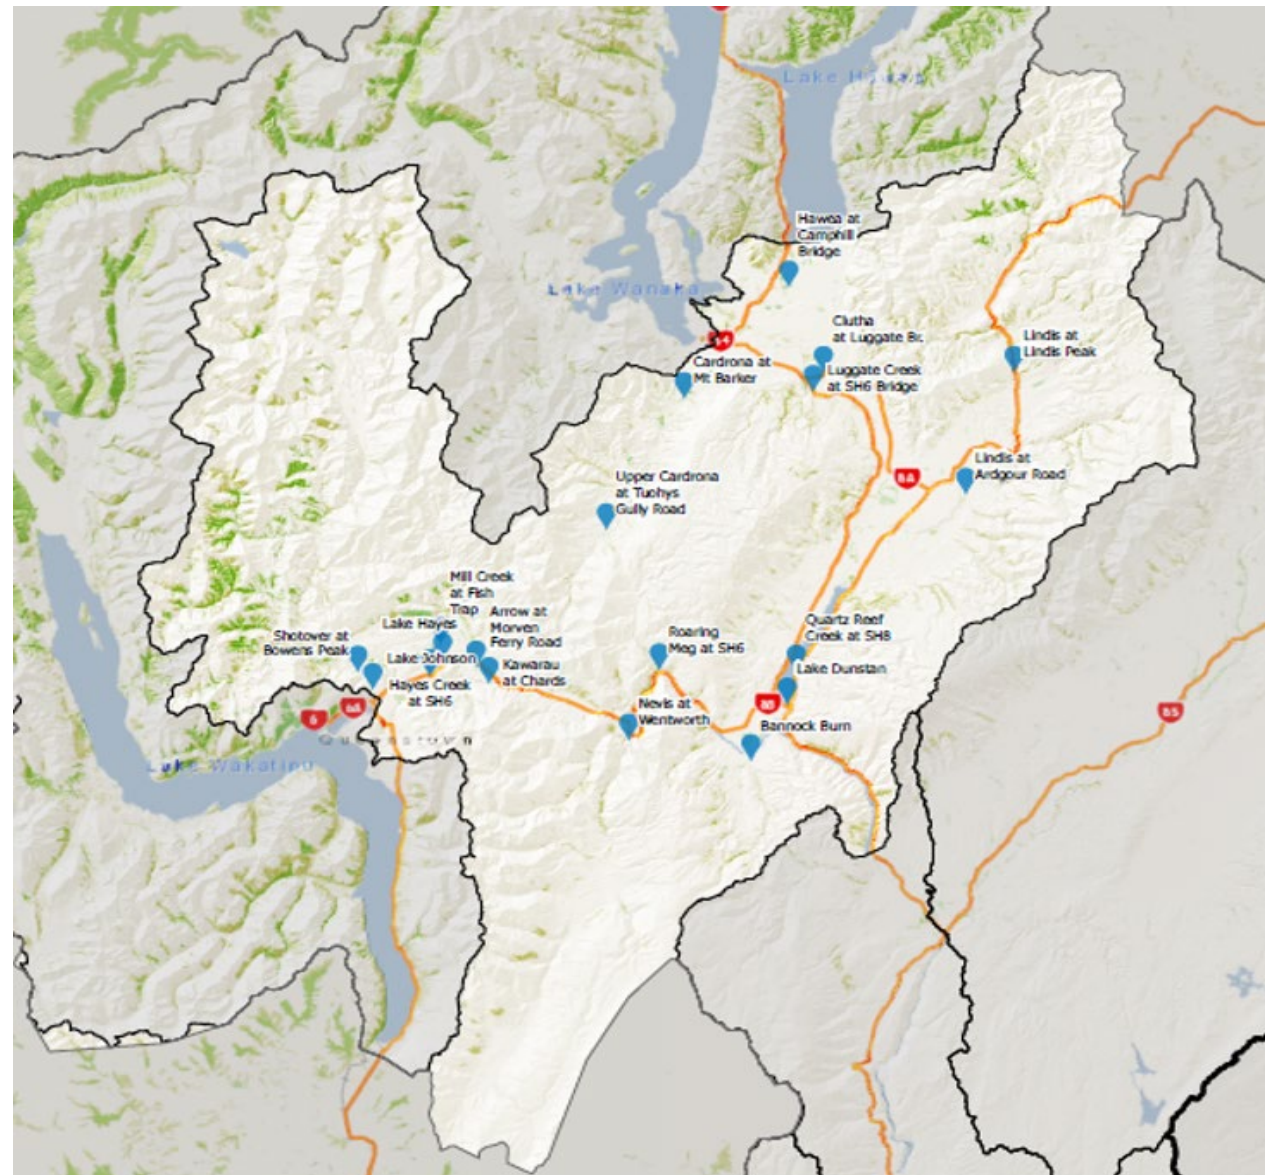 Lake Hawea
Hawea at
Camphill
Bridge
Lake Wanaka
Clutha
at Luggate Br.
Lindis at
Lindis Peak
Cardrona at
Mt Barker
Luggate Creek
at SH6 Bridge
Lindis at
Ardgour Road
8A
Upper Cardrona
at Tuohys
Gully Road
Mill Creek
at Fish
Trap
Arrow at
Morven
Ferry Road
Lake Hayes
Shotover at
Bowens Peak
Lake Johnson
Kawarau
at Chards
Hayes Creek
at SH6
Roaring
Meg at SH6
Quartz Reef
Creek at SH8
Lake Dunstan
Nevis at
Wentworth
Bannock Burn
6
6A
85
Queenstown
Lake Wakatipu